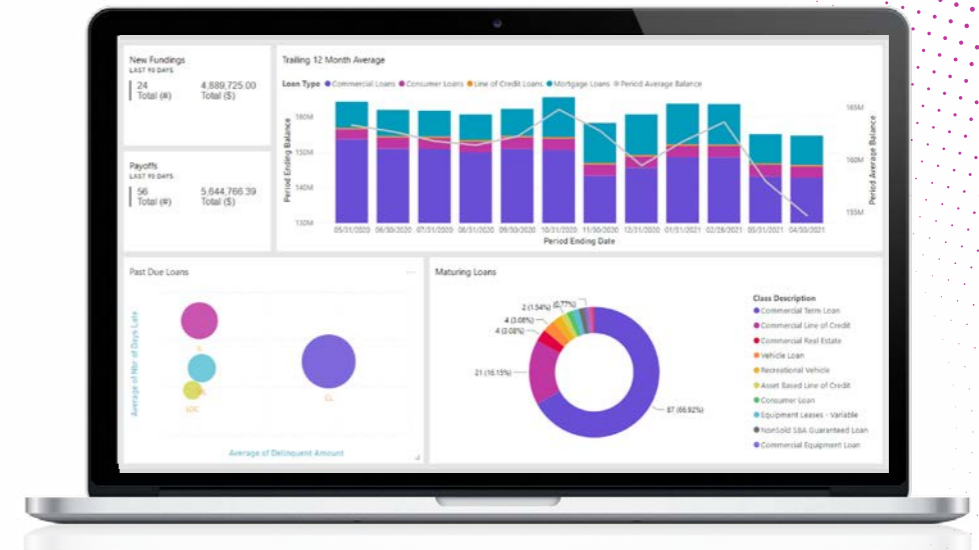 New Fundings
LAST 90 DAYS
24
Total (#)
4,889,725.00
Total ($)
Payoffs
LAST 90 DAYS
56
Total (#)
5,644,766.39
Total ($)
Trailing 12 Month Average
Loan Type Commercial Loans Consumer Loans Line of Credit Loans Mortgage Loans Period Average Balance
Period Ending Balance
160M
150M
140M
130M
165M
160M
155M
Period Average Balance
05/31/2020 06/30/2020 07/31/2020 08/31/2020 09/30/2020 10/31/2020 11/30/2020 12/31/2020 01/31/2021 02/28/2021 03/31/2021 04/30/2021
Period Ending Date
Past Due Loans
Average of Nbr of Days Late
LOC
CL
Average of Delinquent Amount
Maturing Loans
2 (1.54%)
(0.77%)
4 (3.08%)
4 (3.08%)
21 (16.15%)
87 (66.92%)
Class Description
Commercial Term Loan
Commercial Line of Credit
Commercial Real Estate
Vehicle Loan
Recreational Vehicle
Asset Based Line of Credit
Consumer Loan
Equipment Leases - Variable
NonSold SBA Guaranteed Loan
Commercial Equipment Loan